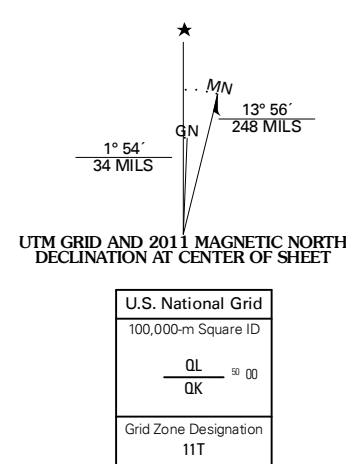 MN
GN
1° 54´
34 MILS
13° 56´
248 MILS
UTM GRID AND 2011 MAGNETIC NORTH
DECLINATION AT CENTER OF SHEET
U.S. National Grid
100,000-m Square ID
QL
50 00
QK
Grid Zone Designation
11T